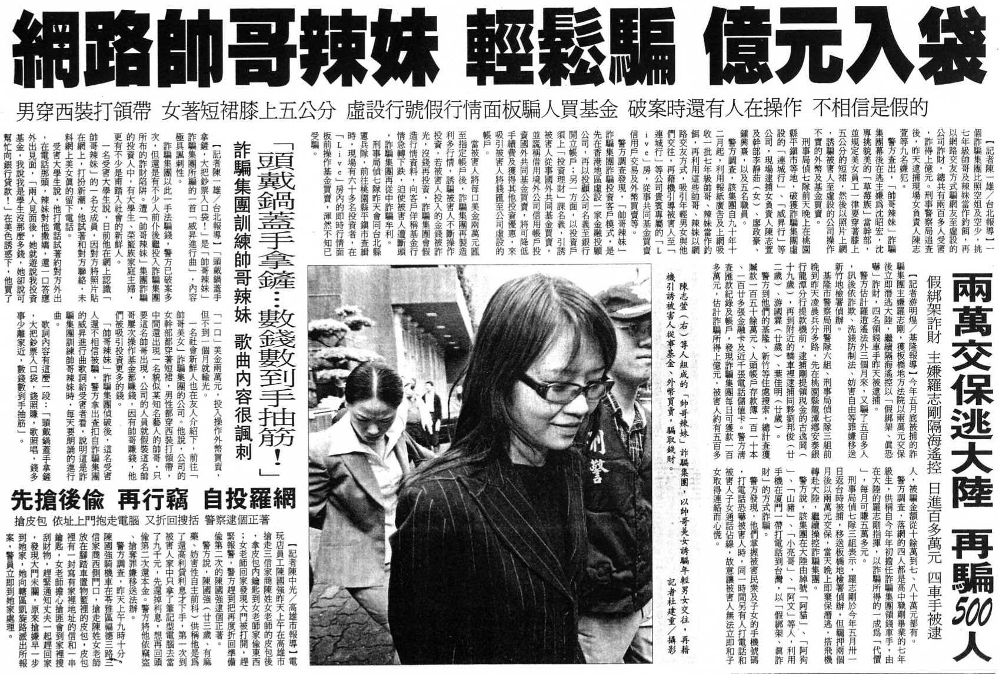 網路帥哥辣妹 輕鬆騙 億元入袋
男穿西裝打領帶 女著短裙膝上五公分 虛設行號假行情面板騙人買基金 破案時還有人在操作 不相信是假的
【記者陳一雄/台北報導】一
個詐騙集團比照空姐及空少,挑
七年級帥哥及辣妹當作釣餌,再
以網路交友方式騙網友至虛設的
公司詐財,總共有兩百多人受害
,詐得上億元。刑事警察局追查
後,昨天逮捕現場女負責人陳志
萱等九名嫌犯。
警方查出,「帥哥辣妹」詐騙
集團幕後在逃主嫌為沈昭宏,沈
專挑貌美的「草莓族」當幹部,
並規定美女員工一律要穿著膝上
五公分的短裙,然後以照片上網
,誘騙被害人至虛設的公司操作
不實的外幣及基金買賣。
刑事局偵七隊前天晚上在桃園
縣平鎮市等地,破獲詐騙集團虛
設的「連城行」、「威昇行」等
公司,現場逮捕女負責人陳志萱
及幹部李靜茹(女)、廖政豪、
鍾興熹,以及五名職員。
警方調查,該集團自九十年十
二月起,利用報紙廣告及上網吸
收一批七年級帥哥、辣妹當作釣
餌,再利用這些帥哥、辣妹以網
路交友方式,吸引年輕男女與他
們交往,再藉機引導被害人至「
連城行」等公司貴賓專屬的「L
ive」房,從事共同基金買賣
信用戶交易及外幣買賣等。
警方調查發現,「帥哥辣妹」
詐騙集團詐騙投資客戶模式,是
先在香港地區虛設一家金融投顧
公司,再以投顧公司名義至銀行
開立帳戶;另一方面,以投資戶
須上「投資理財」課名義,引誘
被害人從事國外共同基金買賣,
並謊稱借用境外公司信用帳戶投
資國外共同基金買賣,將可降低
手續費及獲得其他投資優惠,來
吸引被害人將錢匯至公司虛設的
帳戶。
當被害人將每口美金兩萬元匯
至指定帳戶後,詐騙集團再製造
利多行情,誘騙被害人不斷操作
投資,若被害人投入的金錢被詐
光,沒錢再投資,詐騙集團會假
造行情資料,向客戶佯稱基金行
情急轉下跌,迫使被害人遭斷頭
,詐騙集團再從中詐騙牟利。
刑事局偵七隊昨天會同台北縣
憲兵隊,前往桃園縣平鎮市查緝
時,現場有六十多名投資者,在
「Live」房內的即時行情面
板前操作基金買賣,渾然不知已
受騙。
「頭戴鍋蓋手拿鏟…數錢數到手抽筋!」
詐騙集團訓練帥哥辣妹 歌曲內容很諷刺
【記者陳一雄/台北報導】「頭戴鍋蓋手
拿鏟,大把鈔票入口袋!」是「帥哥辣妹」
詐騙集團所編的一首「威昇進行曲」,內容
極具諷刺性。
詐騙集團以此一手法騙錢,警方已破案多
次,但還是有不少人前仆後繼投入詐騙集團
所布的詐財陷阱。遭「帥哥辣妹」集團詐騙
的投資人中,有大學生、菜籃族家庭主婦,
更有不少是甫踏入社會的新鮮人。
一名受害大學生說,日前他在網上認識「
帥哥辣妹」的一名女成員,因對方將照片貼
在網上,打扮新潮,他試著和對方聯絡,未
料網上美女真的留下電話。
受害大學生說,他打電話試著約對方外出
,在電話那頭,辣妹對他撒嬌,還一口答應
外出見面,「兩人見面後,她就遊說我投資
基金,我說我是學生沒那麼多錢,她卻說可
幫忙向銀行貸款!」在美色誘惑下,他買了
「一口」美金兩萬元,投入操作外幣買賣,
但不到一個月就輸光。
一名社會新鮮人也在友人介紹下,前往「
帥哥美女」詐騙集團的公司。他說,公司的
女幹部都穿著短裙,男性都穿西裝打領帶,
中間還出現一名貌似某知名藝人的帥哥,只
要這名帥哥出現,公司的人員就假裝這名帥
哥屢次操作基金都賺錢,因有帥哥賺錢,他
們被吸引投資更多的錢。
「帥哥辣妹」詐騙集團偵破後,這名受害
人還不相信被騙,警方拿出查扣自詐騙集團
的威昇進行曲歌詞給受害者看,說明這是詐
騙集團訓練帥哥辣妹時,每天要朗誦的進行
曲。
歌詞內容有這麼一段:「頭戴鍋蓋手拿鏟
,大把鈔票入口袋,錢照賺,歌照唱,錢多
事少離家近,數錢數到手抽筋」。
陳志萱(右)等人組成的「帥哥辣妹」詐騙集團,以帥哥美女誘騙年輕男女交往,再藉
機引誘被害人從事基金、外幣買賣,騙取錢財。
記者杜建重/攝影
刑警
兩萬交保逃大陸 再騙500人
假綁架詐財 主嫌羅志剛隔海遙控 日進百多萬元 四車手被逮
【記者游明煌/基隆報導】今年五月底被捕的詐
騙集團主嫌羅志剛,獲板橋地方法院以兩萬元交保
後立即潛逃大陸,繼續隔海遙控以「假綁架、真恐
嚇」詐財,四名領錢車手昨天被逮捕。
警方估計羅逍遙法外三個月來,又騙了五百多人
,訊後依詐欺、洗錢防制法、妨害自由等罪嫌移送
新竹地檢署偵辦。
基隆市警察局刑警隊六組、刑事局偵七隊三組前
晚到昨天凌晨兵分多路,先在桃園縣龍潭鄉安泰銀
行龍潭分行提款機前,逮捕剛提領現金的古逸岡(
十九歲),再到附近的轎車裡逮捕同夥劉邦俊(廿
二歲)、游國霖(廿歲)、葉佳明(廿歲)。
警方到他們的基隆、新竹等住處搜索,總計查獲
贓款一百五十餘萬元、人頭帳戶存款簿一百一十本
、一百廿多張金融卡及近千張電話儲值卡。警方清
查匯款紀錄及帳戶,發現詐騙集團每日可獲款一百
多萬元,估計詐騙所得上億元,被害人約有五百多
人,被騙金額從十餘萬到七、八十萬元都有。
警方調查,落網的四人都是高中職剛畢業的七年
級生,供稱自今年年初擔任詐騙集團領錢車手,由
在大陸的羅志剛指揮,以詐騙所得的一成為「代價
」,每月可賺五萬多元。
刑事局偵七隊三組表示,羅志剛於今年五月卅一
日返台時被捕,移送板橋地檢署偵辦,但羈押兩個
月後以兩萬元交保,當天晚上即棄保潛逃,搭飛機
轉赴大陸,繼續操控詐騙集團。
警方說,該集團在大陸由綽號「阿貓」、「阿狗
」、「山豬」、「小亮哥」、「阿文」等人,利用
手機在廈門一帶打電話到台灣,以「假綁架、真詐
財」的方式詐騙。
警方發現,他們掌握被害民眾及子女的手機號碼
,打電話恐嚇被害人時,同一時間另有人打電話和
被害人子女通話佔線,故意讓被害人無法立即和子
女取得連絡而心慌。
先搶後偷 再行竊 自投羅網
搶皮包 依址上門抱走電腦 又折回搜括 警察逮個正著
【記者陳中光/高雄市報導】電
玩店員工陳國強昨天上午在高雄市
搶走三信家商陳姓女老師的皮包後
,拿皮包內鑰匙到女老師家偷東西
;女老師回家發現大門被打開,趕
緊報警,警方趕到把再度折回準備
偷第二次的陳國強逮個正著。
警方說,陳國強(廿三歲、有麻
藥、妨害性自主前科)供稱他是為
了還高利貸利息才下手,第一次到
被害人家中只拿了筆記型電腦去當
了九千元,先還掉利息,想再回頭
偷第二次還本金。警方將他依竊盜
、搶奪罪嫌移送法辦。
警方調查,昨天上午九時十分,
陳國強騎機車在苓雅區福德三路三
信家商西側門口,搶走陳姓女老師
放在腳踏車置物籃裡的皮包,皮包
裡有一封寫有家裡地址的信和一串
鑰匙,女老師擔心搶匪會到家裡搜
刮財物,趕緊通知丈夫一起趕回家
,發現大門未關,原來搶嫌早一步
到她家,她向轄區凱旋路派出所報
案,警員立即到她家處理。